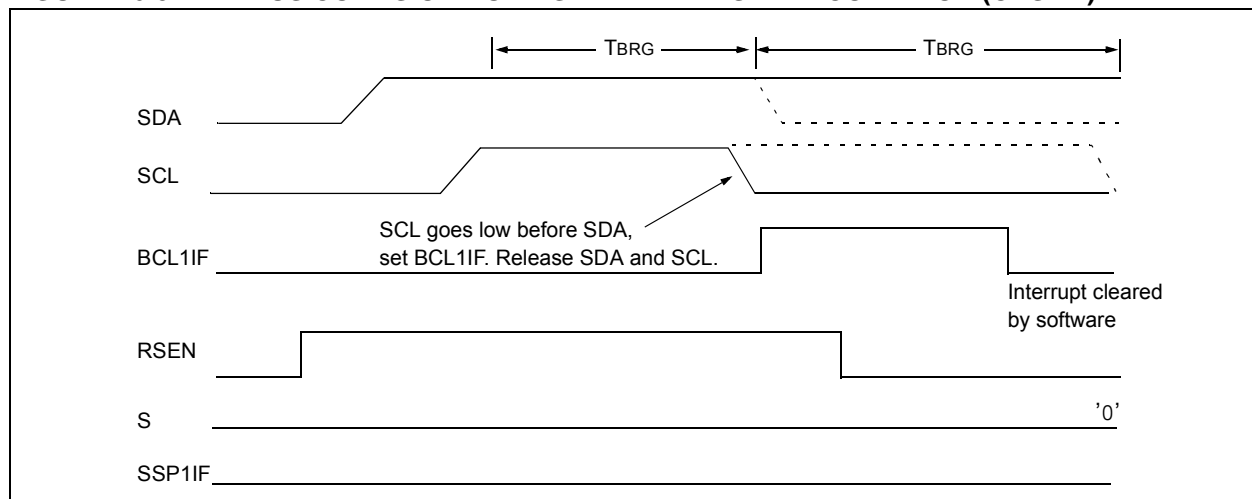 TBRG TBRG
SDA
SCL
SCL goes low before SDA,
set BCL1IF. Release SDA and SCL.
BCL1IF
Interrupt cleared
by software
RSEN
S '0'
SSP1IF